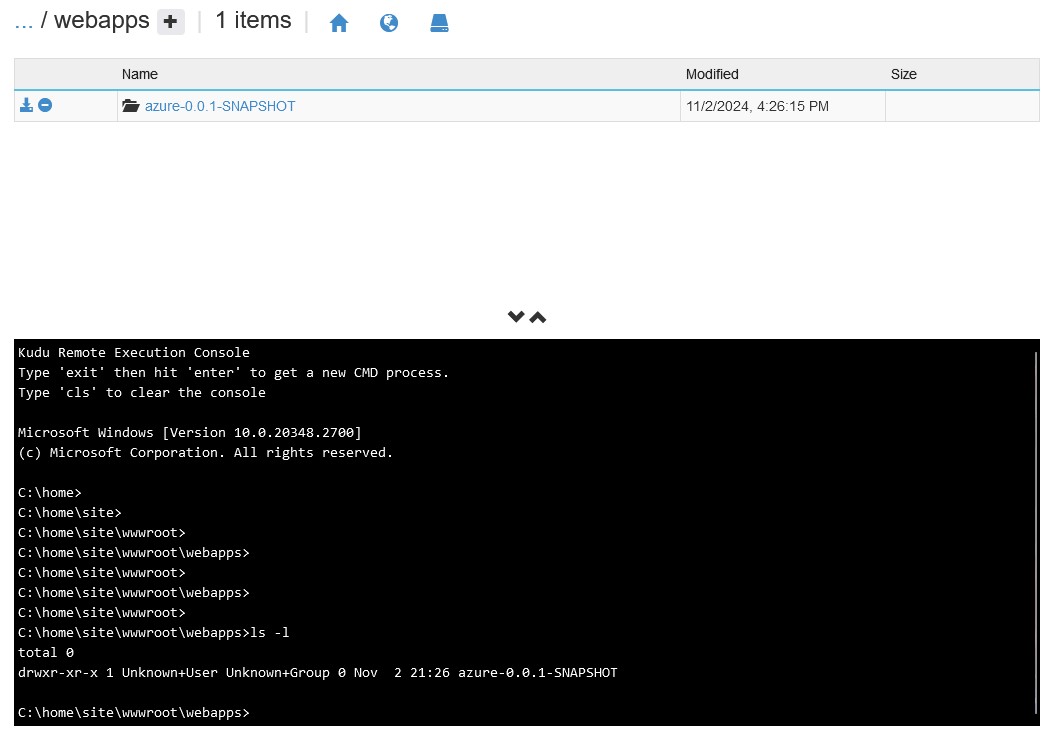 ... / webapps + | 1 items |
Name Modified Size
azure-0.0.1-SNAPSHOT 11/2/2024, 4:26:15 PM
Kudu Remote Execution Console
Type 'exit' then hit 'enter' to get a new CMD process.
Type 'cls' to clear the console
Microsoft Windows [Version 10.0.20348.2700]
(c) Microsoft Corporation. All rights reserved.
C:\home>
C:\home\site>
C:\home\site\wwwroot>
C:\home\site\wwwroot\webapps>
C:\home\site\wwwroot>
C:\home\site\wwwroot\webapps>
C:\home\site\wwwroot>
C:\home\site\wwwroot\webapps>ls -l
total 0
drwxr-xr-x 1 Unknown+User Unknown+Group 0 Nov  2 21:26 azure-0.0.1-SNAPSHOT
C:\home\site\wwwroot\webapps>